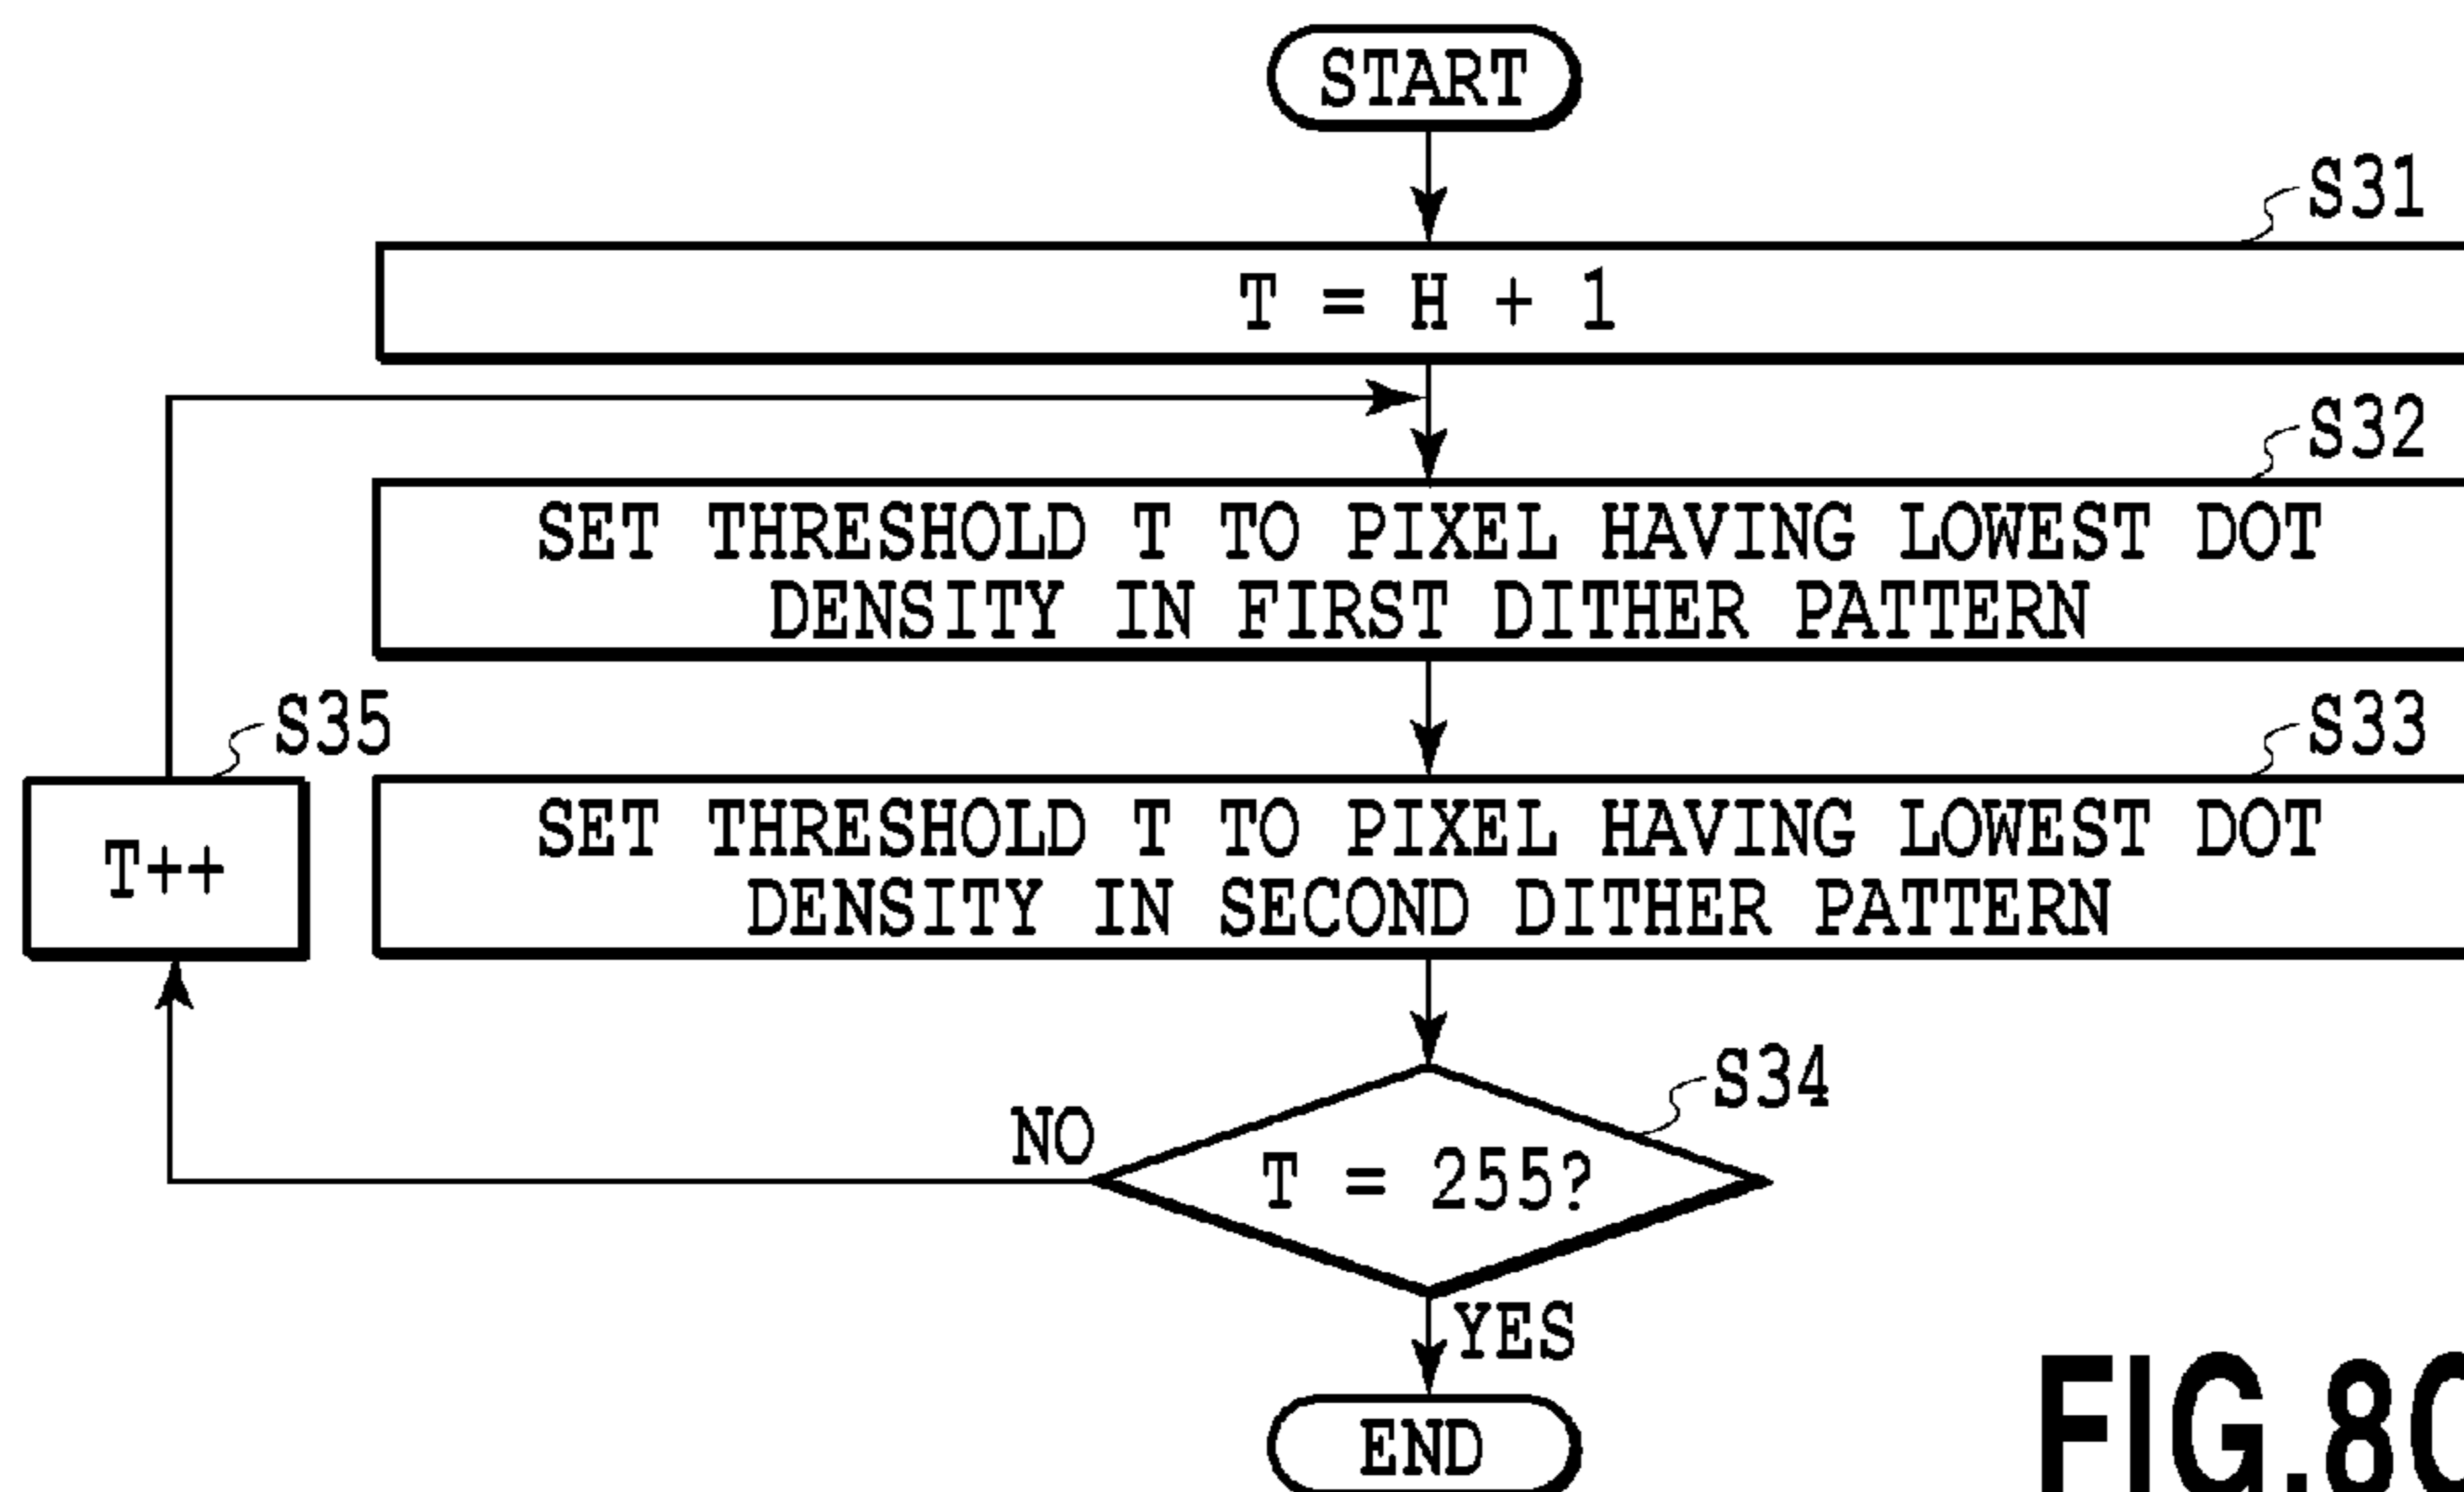 START
S31
T = H + 1
S32
SET THRESHOLD T TO PIXEL HAVING LOWEST DOT
DENSITY IN FIRST DITHER PATTERN
S35
S33
T++
SET THRESHOLD T TO PIXEL HAVING LOWEST DOT
DENSITY IN SECOND DITHER PATTERN
S34
NO
T = 255?
YES
END